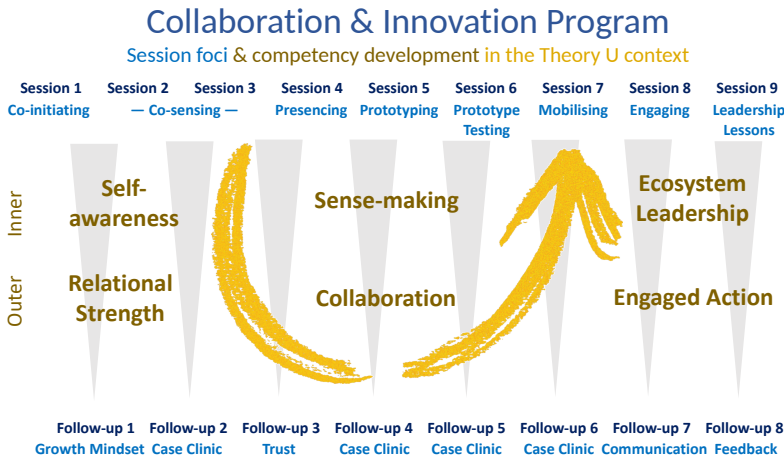 Collaboration & Innovation Program
Session foci & competency development in the Theory U context
Session 1 Session 2 Session 3 Session 4 Session 5 Session 6 Session 7 Session 8 Session 9
Co-initiating — Co-sensing — Presencing Prototyping Prototype Mobilising Engaging Leadership
Testing Lessons
Inner
Self-
awareness
Sense-making
Ecosystem
Leadership
Outer
Relational
Strength
Collaboration
Engaged Action
Follow-up 1 Follow-up 2 Follow-up 3 Follow-up 4 Follow-up 5 Follow-up 6 Follow-up 7 Follow-up 8
Growth Mindset Case Clinic Trust Case Clinic Case Clinic Case Clinic Communication Feedback